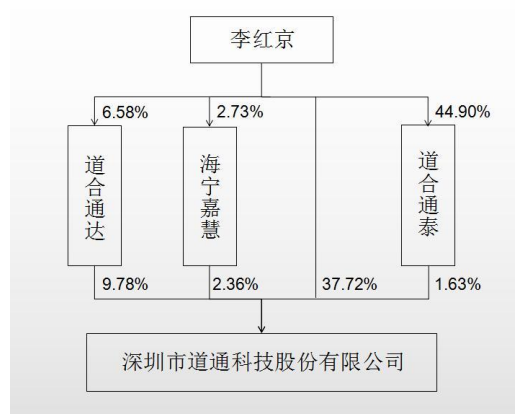 李红京
6.58%
2.73%
44.90%
道合通达
海宁嘉慧
道合通泰
9.78%
2.36%
37.72%
1.63%
深圳市道通科技股份有限公司